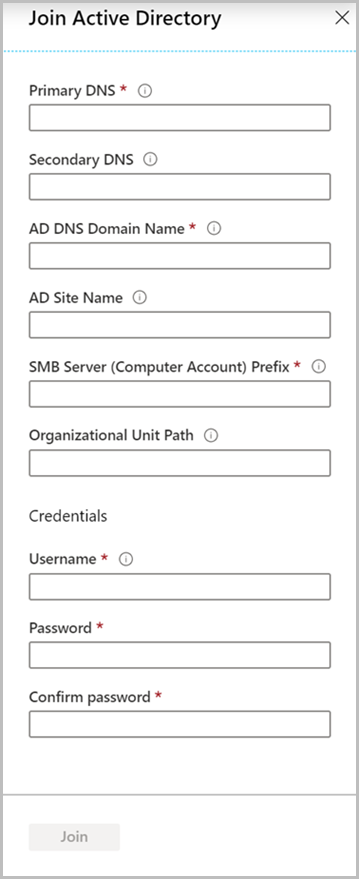 Join Active Directory
Primary DNS *
Secondary DNS
AD DNS Domain Name *
AD Site Name
SMB Server (Computer Account) Prefix *
Organizational Unit Path
Credentials
Username *
Password *
Confirm password *
Join